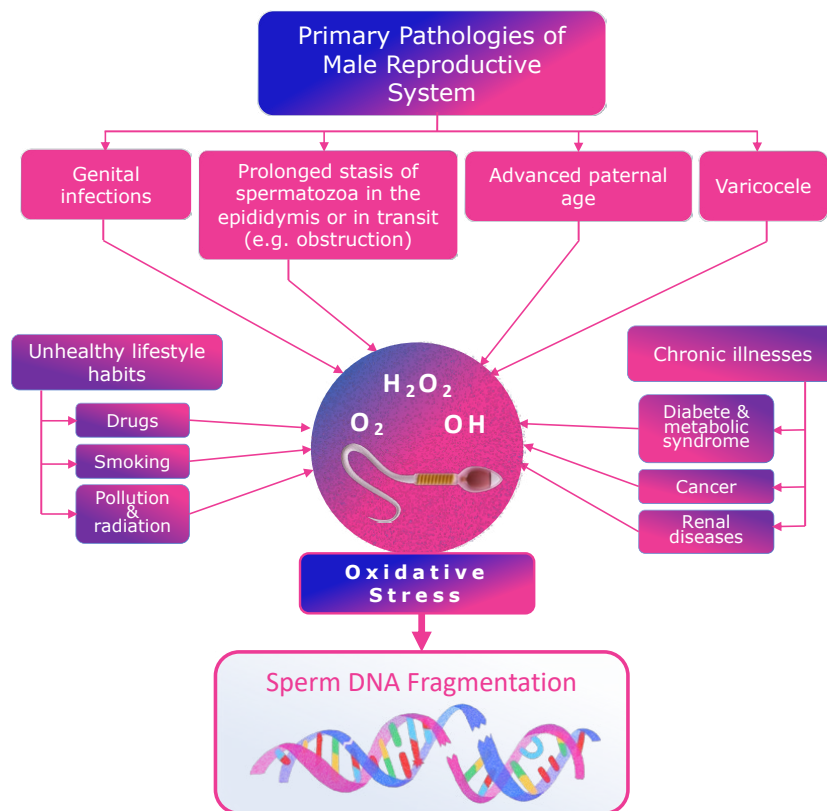 Primary Pathologies of
Male Reproductive
System
Genital
infections
Prolonged stasis of
spermatozoa in the
epididymis or in transit
(e.g. obstruction)
Advanced paternal
age
Varicocele
Unhealthy lifestyle
habits
Drugs
Smoking
Pollution
&
radiation
H₂O₂
O₂
OH
Chronic illnesses
Diabete &
metabolic
syndrome
Cancer
Renal
diseases
Oxidative
Stress
Sperm DNA Fragmentation